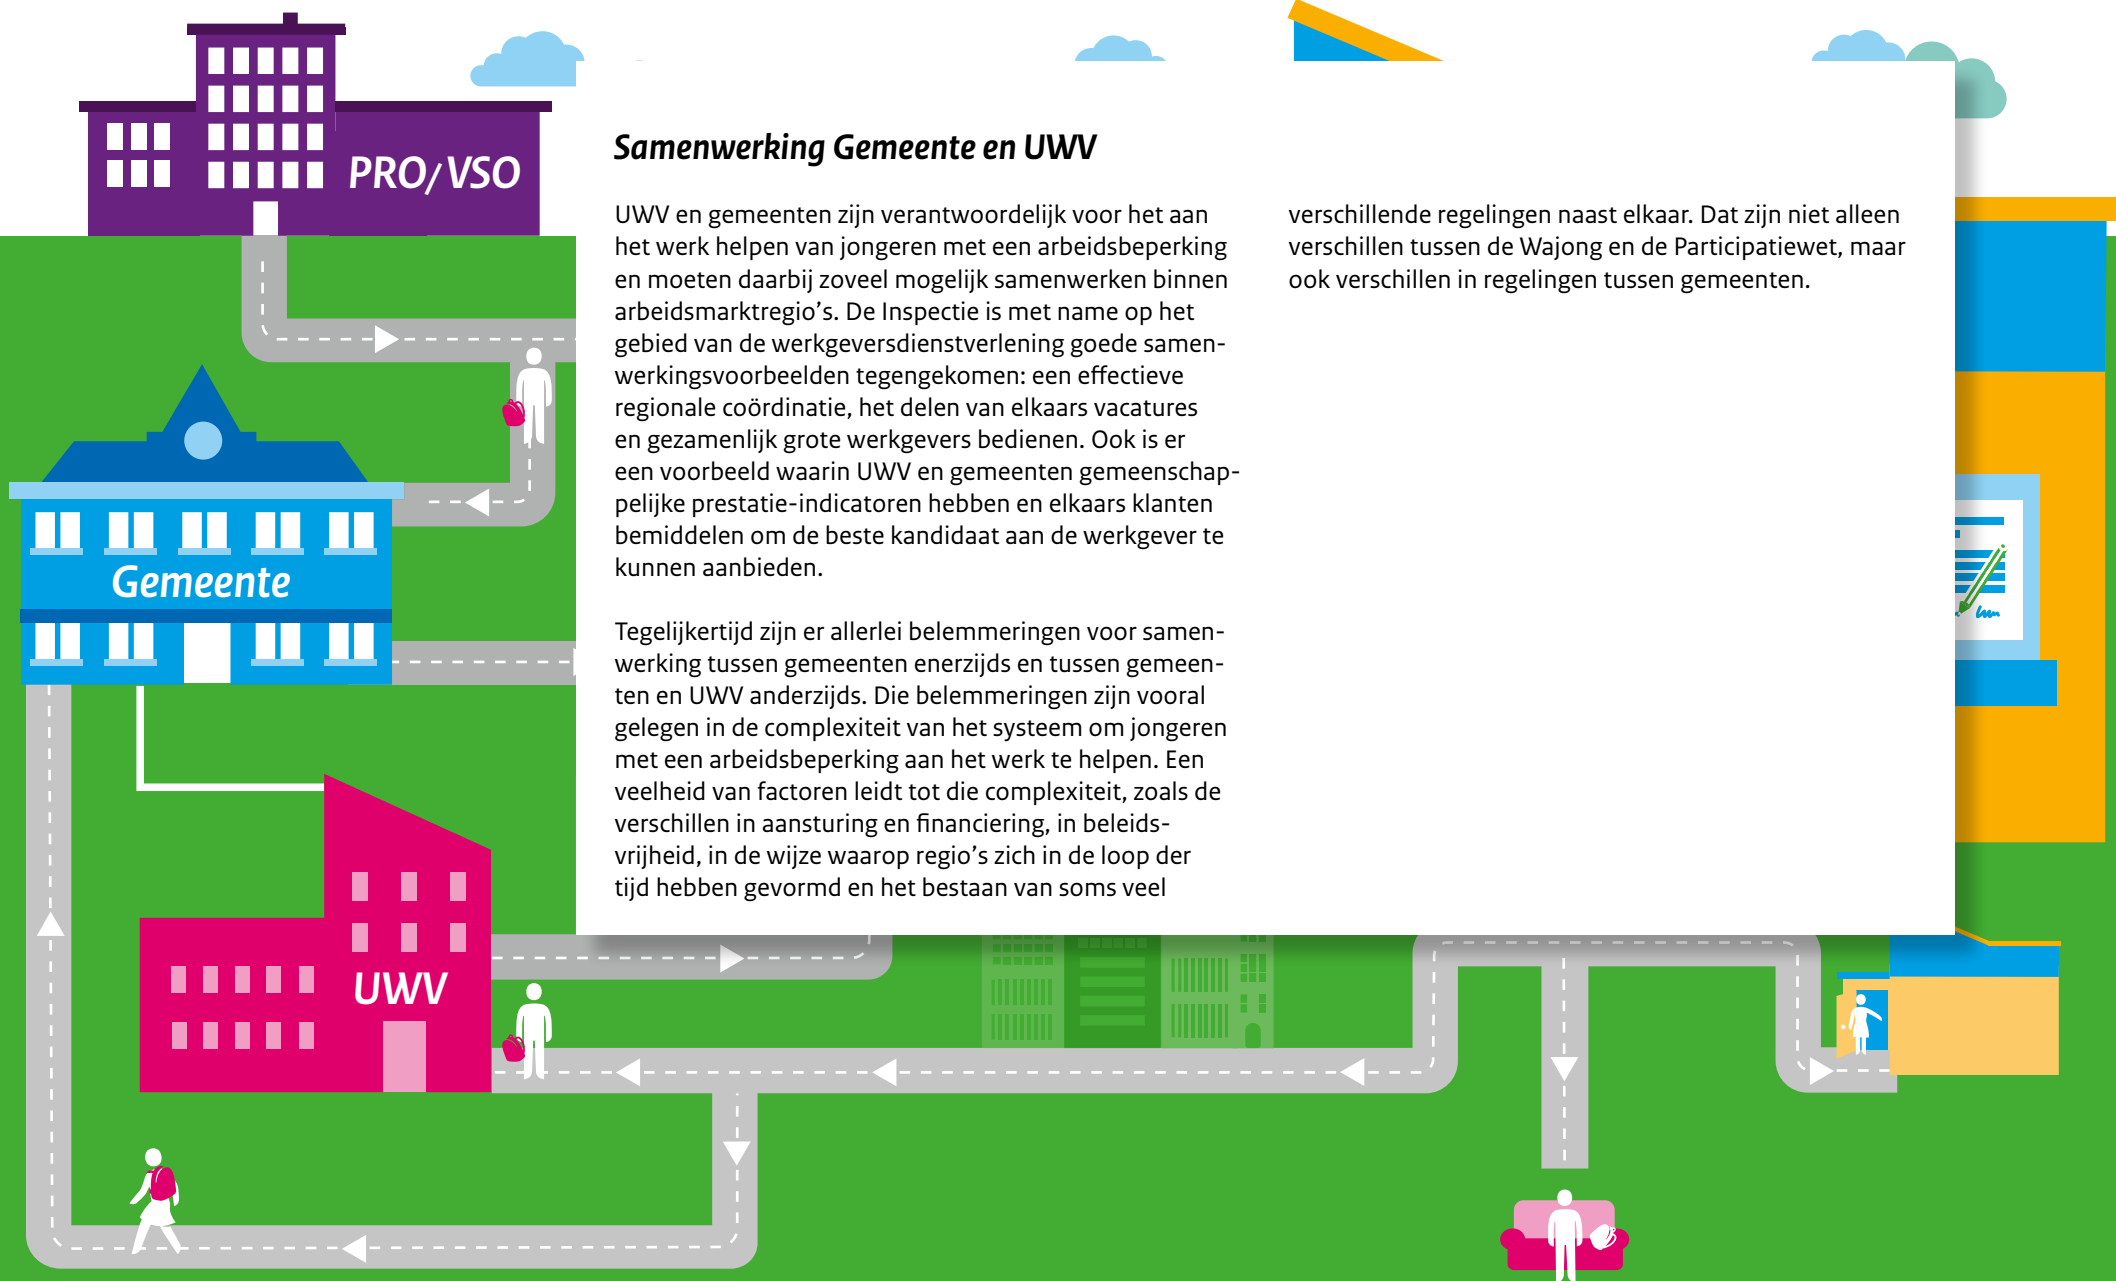 PRO/VSO
Gemeente
UWV
Samenwerking Gemeente en UWV
UWV en gemeenten zijn verantwoordelijk voor het aan
het werk helpen van jongeren met een arbeidsbeperking
en moeten daarbij zoveel mogelijk samenwerken binnen
arbeidsmarktregio’s. De Inspectie is met name op het
gebied van de werkgeversdienstverlening goede samen-
werkingsvoorbeelden tegengekomen: een effectieve
regionale coördinatie, het delen van elkaars vacatures
en gezamenlijk grote werkgevers bedienen. Ook is er
een voorbeeld waarin UWV en gemeenten gemeenschap-
pelijke prestatie-indicatoren hebben en elkaars klanten
bemiddelen om de beste kandidaat aan de werkgever te
kunnen aanbieden.
Tegelijkertijd zijn er allerlei belemmeringen voor samen-
werking tussen gemeenten enerzijds en tussen gemeen-
ten en UWV anderzijds. Die belemmeringen zijn vooral
gelegen in de complexiteit van het systeem om jongeren
met een arbeidsbeperking aan het werk te helpen. Een
veelheid van factoren leidt tot die complexiteit, zoals de
verschillen in aansturing en financiering, in beleids-
vrijheid, in de wijze waarop regio’s zich in de loop der
tijd hebben gevormd en het bestaan van soms veel
verschillende regelingen naast elkaar. Dat zijn niet alleen
verschillen tussen de Wajong en de Participatiewet, maar
ook verschillen in regelingen tussen gemeenten.